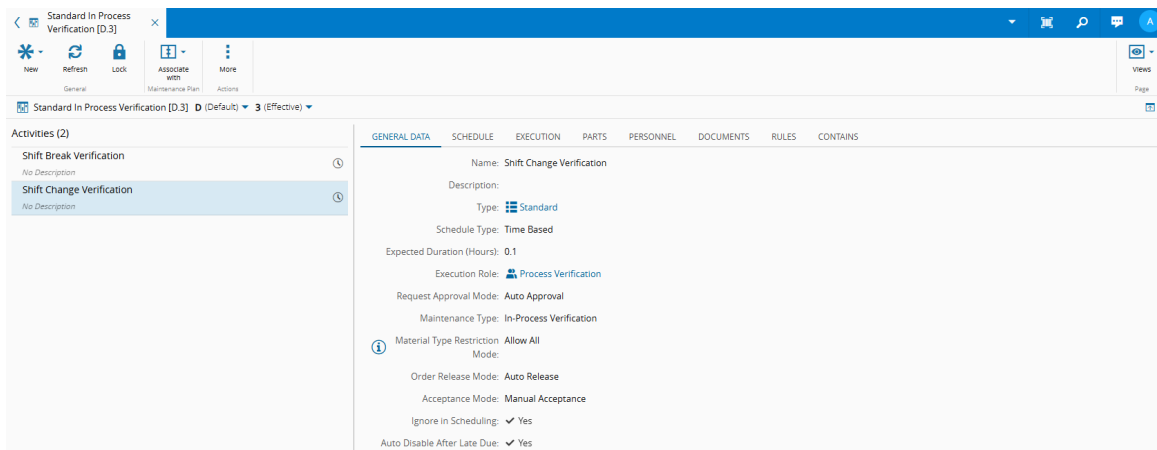 Standard In Process
Verification [D.3]
A
New
Refresh
Lock
Associate
with
More
Views
General
Maintenance Plan
Actions
Page
Standard In Process Verification [D.3] D (Default) 3 (Effective)
Activities (2)
Shift Break Verification
No Description
Shift Change Verification
No Description
GENERAL DATA SCHEDULE EXECUTION PARTS PERSONNEL DOCUMENTS RULES CONTAINS
Name: Shift Change Verification
Description:
Type: Standard
Schedule Type: Time Based
Expected Duration (Hours): 0.1
Execution Role: Process Verification
Request Approval Mode: Auto Approval
Maintenance Type: In-Process Verification
Material Type Restriction Allow All
Mode:
Order Release Mode: Auto Release
Acceptance Mode: Manual Acceptance
Ignore in Scheduling: Yes
Auto Disable After Late Due: Yes